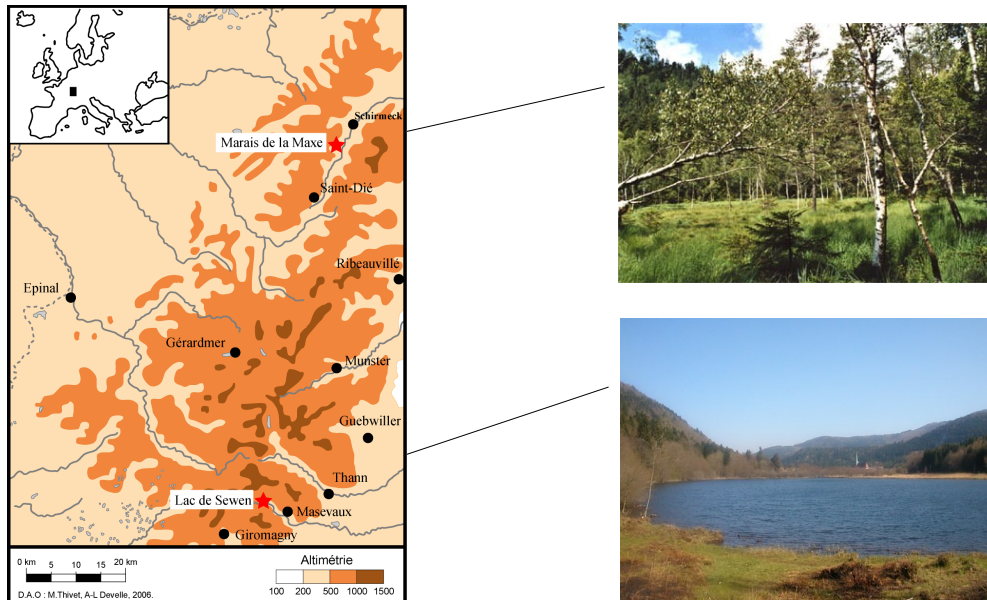 Schirmeck
Marais de la Maxe
Saint-Dié
Ribeauvillé
Epinal
Gérardmer
Munster
Guebwiller
Thann
Lac de Sewen
Masevaux
Giromagny
0 km 5 10 15 20 km
Altimétrie
100 200 500 1000 1500
D.A.O : M.Thivet, A-L Develle, 2006.